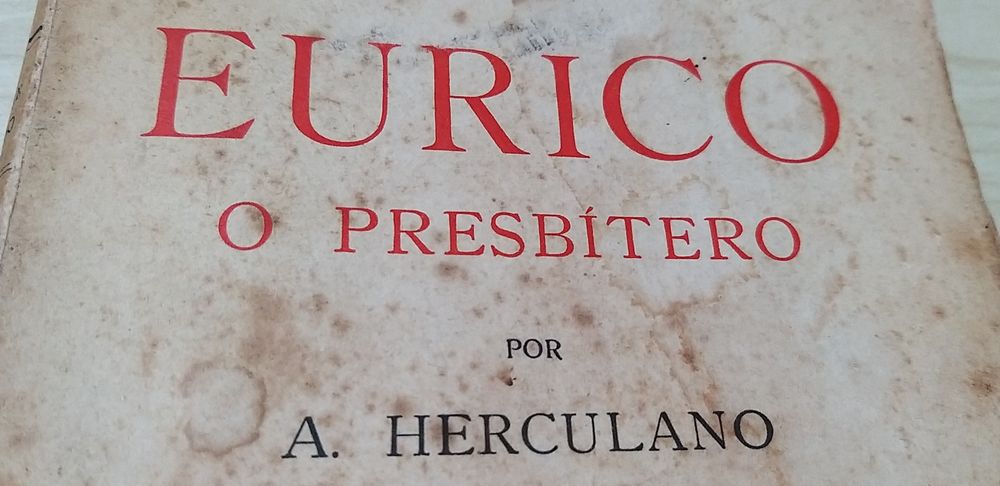 EURICO
O PRESBÍTERO
POR
A. HERCULANO